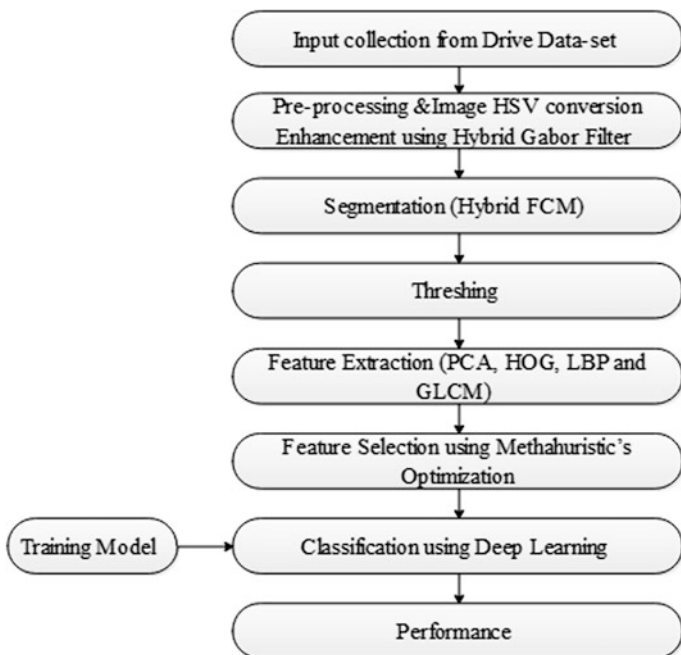 Input collection from Drive Data-set
Pre-processing &Image HSV conversion
Enhancement using Hybrid Gabor Filter
Segmentation (Hybrid FCM)
Threshing
Feature Extraction (PCA, HOG, LBP and
GLCM)
Feature Selection using Methahuristic's
Optimization
Training Model
Classification using Deep Learning
Performance